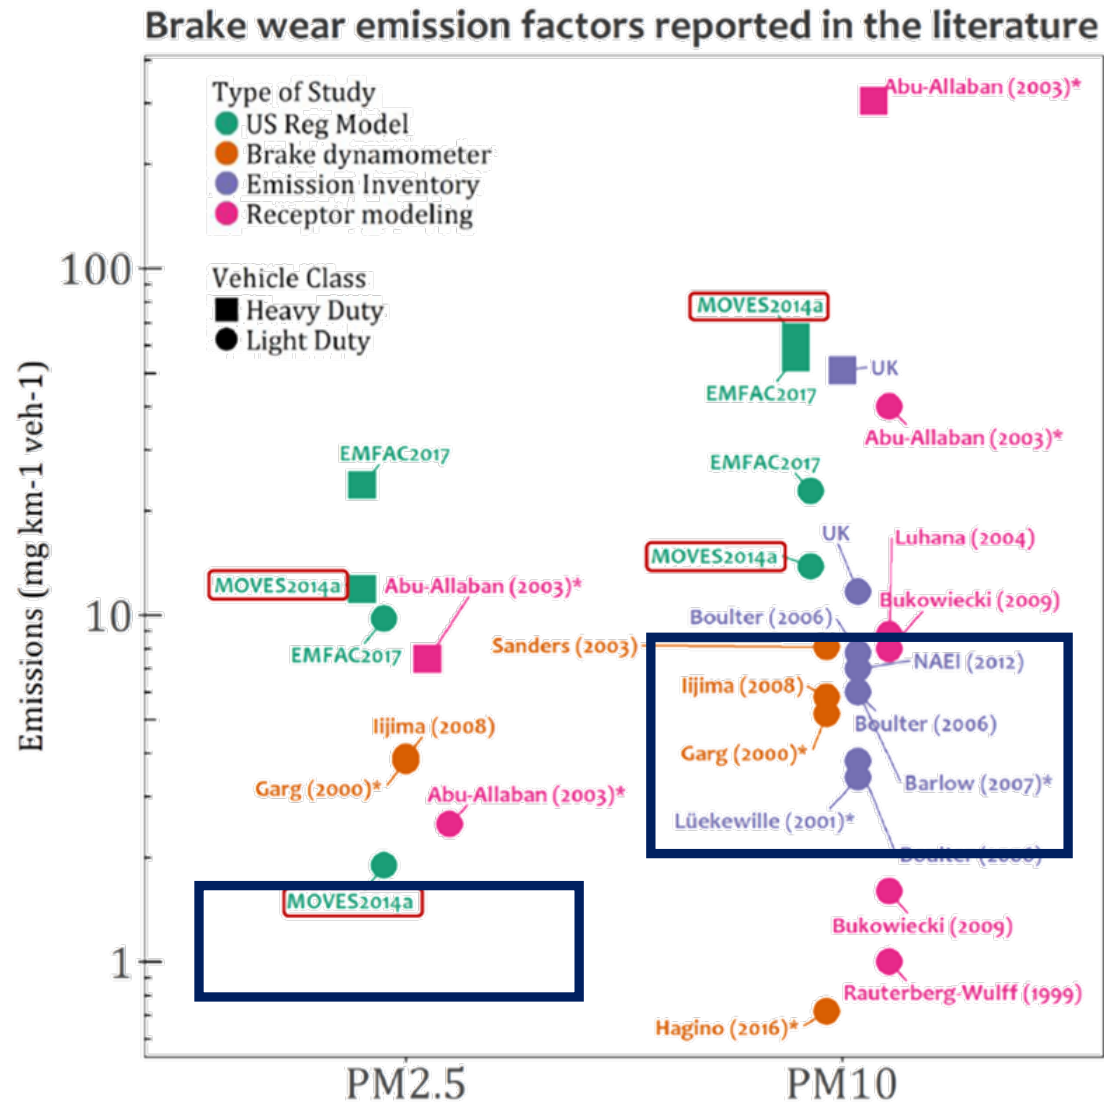 Brake wear emission factors reported in the literature
Abu-Allaban (2003)*
Type of Study
US Reg Model
Brake dynamometer
Emission Inventory
Receptor modeling
100
Vehicle Class
Heavy Duty
Light Duty
MOVES2014a
UK
EMFAC2017
Abu-Allaban (2003)*
EMFAC2017
EMFAC2017
UK
Luhana (2004)
MOVES2014a
MOVES2014a
Abu-Allaban (2003)*
Bukowiecki (2009)
10
Boulter (2006)
EMFAC2017
Sanders (2003)
NAEI (2012)
Iijima (2008)
Iijima (2008)
Boulter (2006)
Garg (2000)*
Garg (2000)*
Barlow (2007)*
Abu-Allaban (2003)*
Lüekewille (2001)*
Boulter (2006)
MOVES2014a
Bukowiecki (2009)
1
Rauterberg-Wulff (1999)
Hagino (2016)*
Emissions (mg km-1 veh-1)
PM2.5
PM10